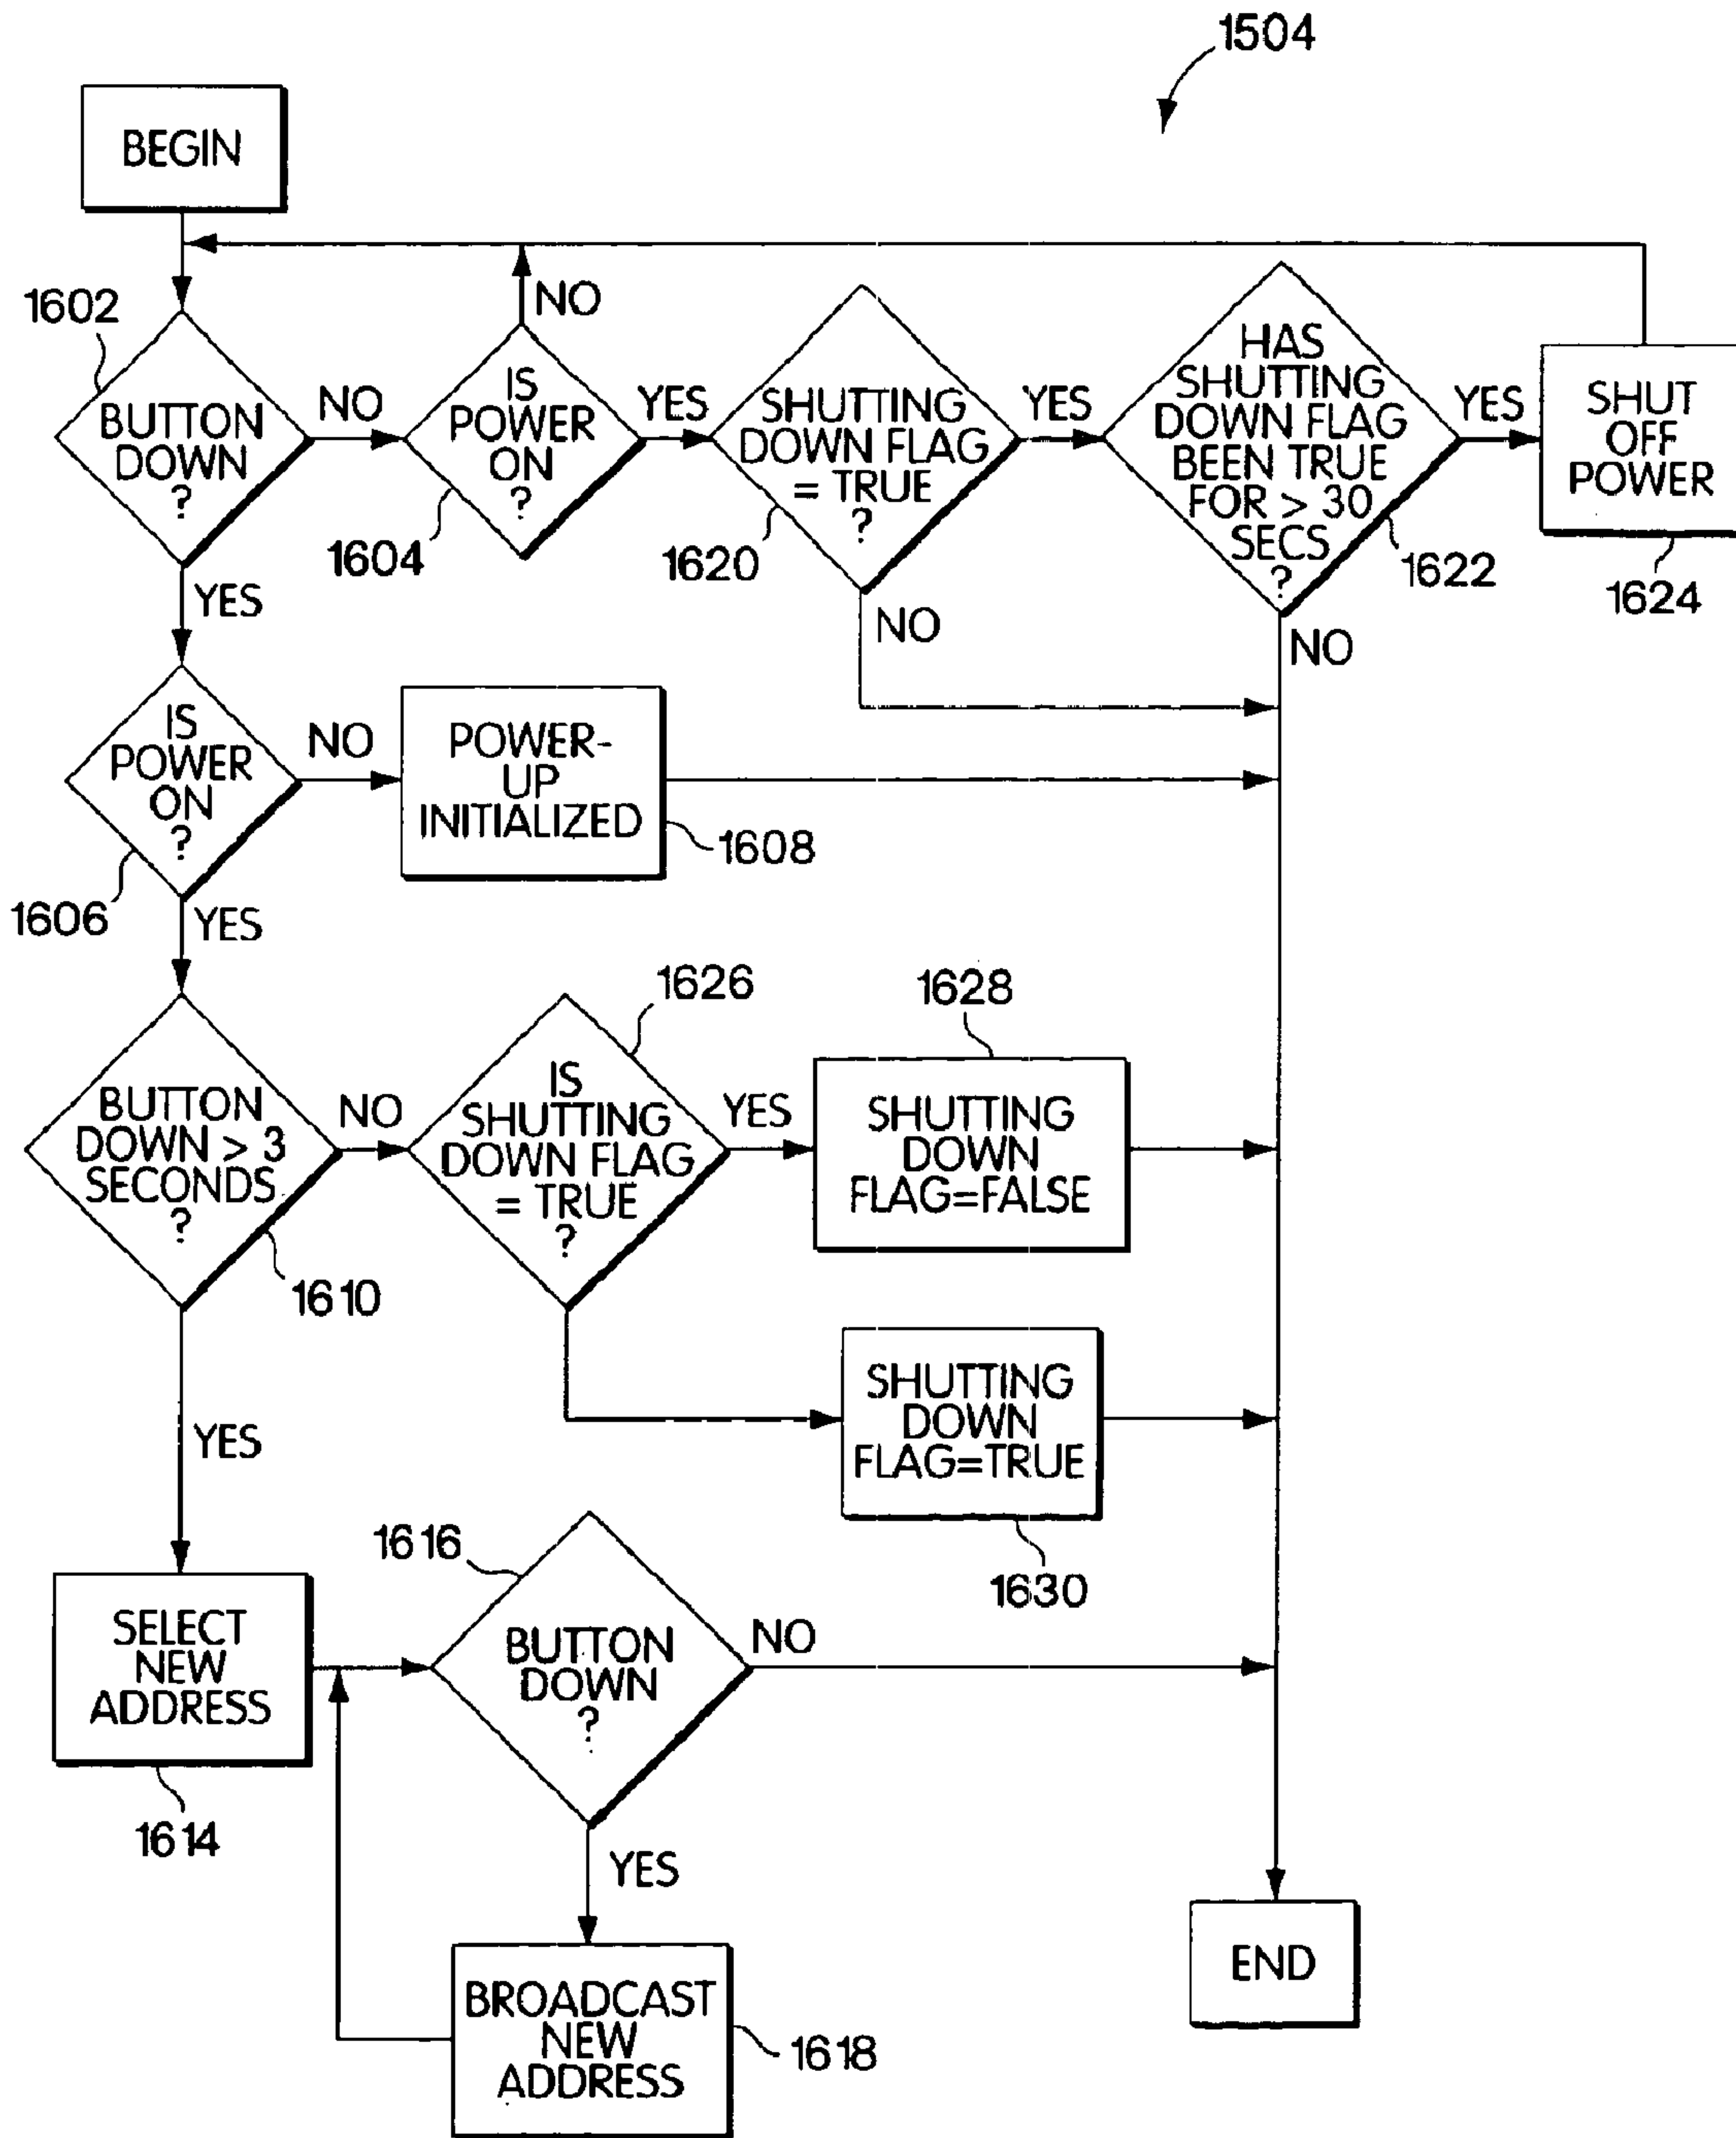 1504
BEGIN
1602
BUTTON
DOWN
?
NO
IS
POWER
ON
?
1604
NO
YES
SHUTTING
DOWN FLAG
= TRUE
?
1620
YES
HAS
SHUTTING
DOWN FLAG
BEEN TRUE
FOR > 30
SECS
?
1622
YES
SHUT
OFF
POWER
1624
YES
NO
NO
IS
POWER
ON
?
1606
NO
POWER-
UP
INITIALIZED
1608
YES
BUTTON
DOWN > 3
SECONDS
?
1610
NO
1626
IS
SHUTTING
DOWN FLAG
= TRUE
?
YES
1628
SHUTTING
DOWN
FLAG=FALSE
SHUTTING
DOWN
FLAG=TRUE
1630
YES
SELECT
NEW
ADDRESS
1614
1616
BUTTON
DOWN
?
NO
YES
BROADCAST
NEW
ADDRESS
1618
END